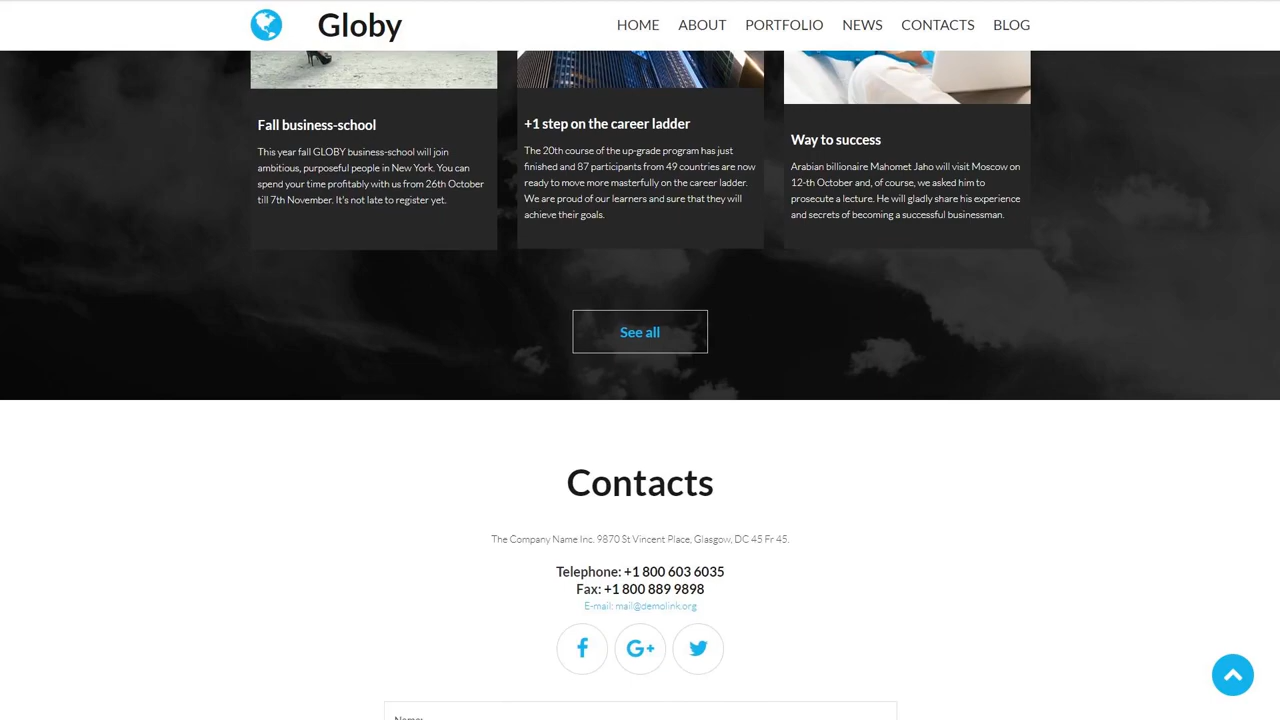 Globy
HOME ABOUT PORTFOLIO NEWS CONTACTS BLOG
Fall business-school
This year fall GLOBY business-school will join
ambitious, purposeful people in New York. You can
spend your time profitably with us from 26th October
till 7th November. It's not late to register yet.
+1 step on the career ladder
The 20th course of the up-grade program has just
finished and 87 participants from 49 countries are now
ready to move more masterfully on the career ladder.
We are proud of our learners and sure that they will
achieve their goals.
Way to success
Arabian billionaire Mahomet Jaho will visit Moscow on
12-th October and, of course, we asked him to
prosecute a lecture. He will gladly share his experience
and secrets of becoming a successful businessman.
See all
Contacts
The Company Name Inc. 9870 St Vincent Place, Glasgow, DC 45 Fr 45.
Telephone: +1 800 603 6035
Fax: +1 800 889 9898
E-mail: mail@demolink.org
Name: